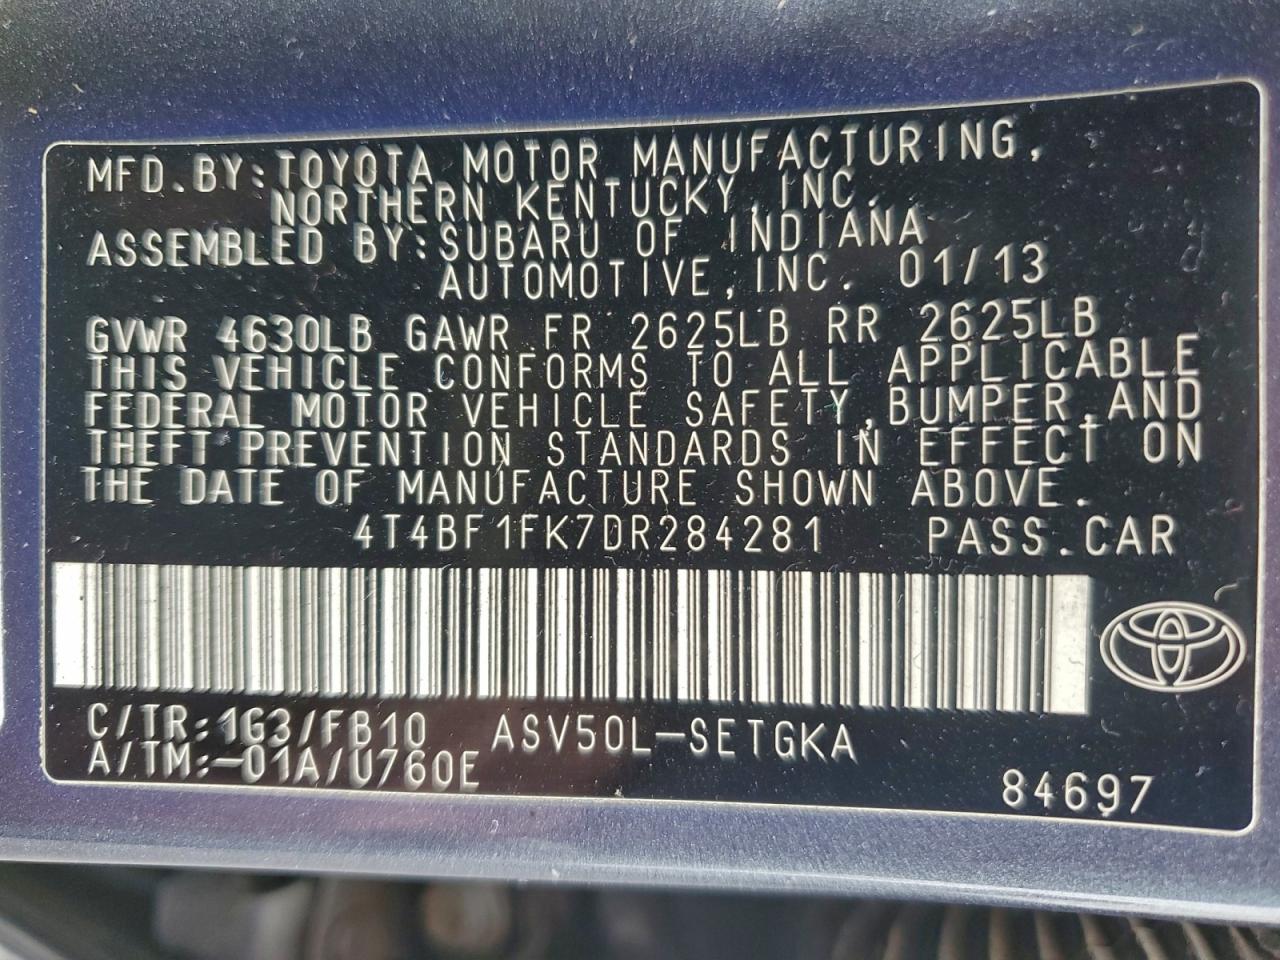 MFD.BY:TOYOTA MOTOR MANUFACTURING,
NORTHERN KENTUCKY,INC.
ASSEMBLED BY:SUBARU OF INDIANA
AUTOMOTIVE,INC. 01/13
GVWR 4630LB GAWR FR 2625LB RR 2625LB
THIS VEHICLE CONFORMS TO ALL APPLICABLE
FEDERAL MOTOR VEHICLE SAFETY,BUMPER,AND
THEFT PREVENTION STANDARDS IN EFFECT ON
THE DATE OF MANUFACTURE SHOWN ABOVE.
4T4BF1FK7DR284281 PASS.CAR
C/TR:1G3/FB10 ASV50L-SETGKA
A/TM:-01A/U760E
84697